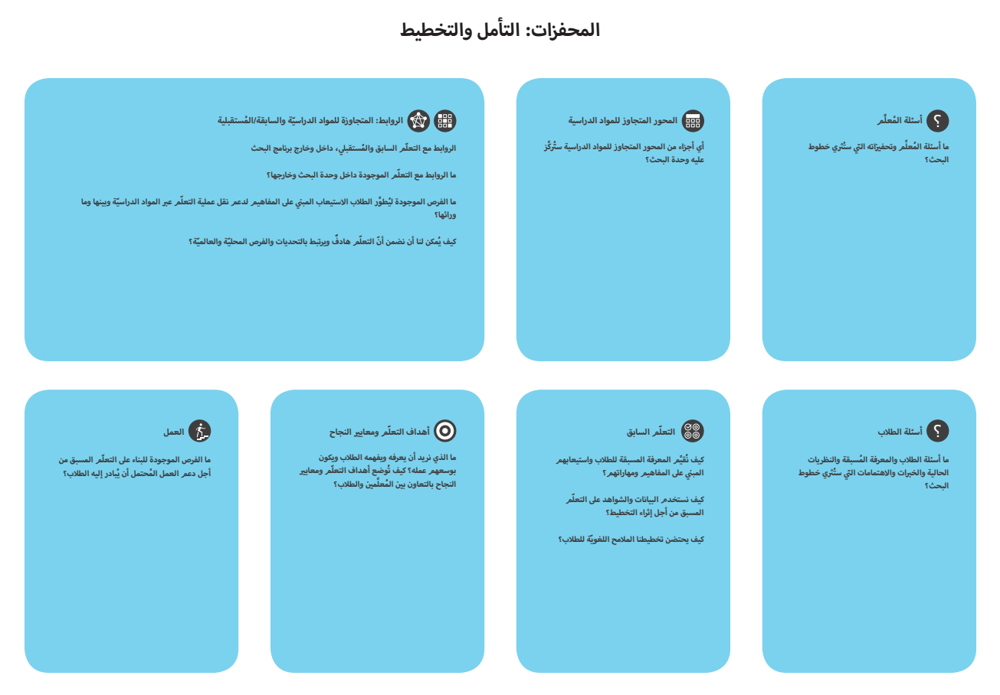 المحفزات: التأمل والتخطيط
أسئلة المُعلِّم
ما أسئلة المُعلِّم وتحفيزاته التي ستُثري خطوط
البحث؟
المحور المتجاوز للمواد الدراسية
أي أجزاء من المحور المتجاوز للمواد الدراسية ستُركِّز
عليه وحدة البحث؟
الروابط: المتجاوزة للمواد الدراسيّة والسابقة/المُستقبلية
الروابط مع التعلّم السابق والمُستقبلي، داخل وخارج برنامج البحث
ما الروابط مع التعلّم الموجودة داخل وحدة البحث وخارجها؟
ما الفرص الموجودة ليُطوِّر الطلاب الاستيعاب المبني على المفاهيم لدعم نقل عملية التعلّم عبر المواد الدراسيّة وبينها وما
ورائها؟
كيف يُمكن لنا أن نضمن أنّ التعلّم هادفٌ ويرتبط بالتحديات والفرص المحليّة والعالميّة؟
أسئلة الطلاب
ما أسئلة الطلاب والمعرفة المُسبقة والنظريات
الحالية والخبرات والاهتمامات التي ستُثري خطوط
البحث؟
التعلّم السابق
كيف نُقيِّم المعرفة المسبقة للطلاب واستيعابهم
المبني على المفاهيم ومهاراتهم؟
كيف نستخدم البيانات والشواهد على التعلّم
المسبق من أجل إثراء التخطيط؟
كيف يحتضن تخطيطنا الملامح اللغويّة للطلاب؟
أهداف التعلّم ومعايير النجاح
ما الذي نريد أن يعرفه ويفهمه الطلاب ويكون
بوسعهم عمله؟ كيف تُوضع أهداف التعلّم ومعايير
النجاح بالتعاون بين المُعلِّمين والطلاب؟
العمل
ما الفرص الموجودة للبناء على التعلّم المسبق من
أجل دعم العمل المُحتمل أن يُبادر إليه الطلاب؟